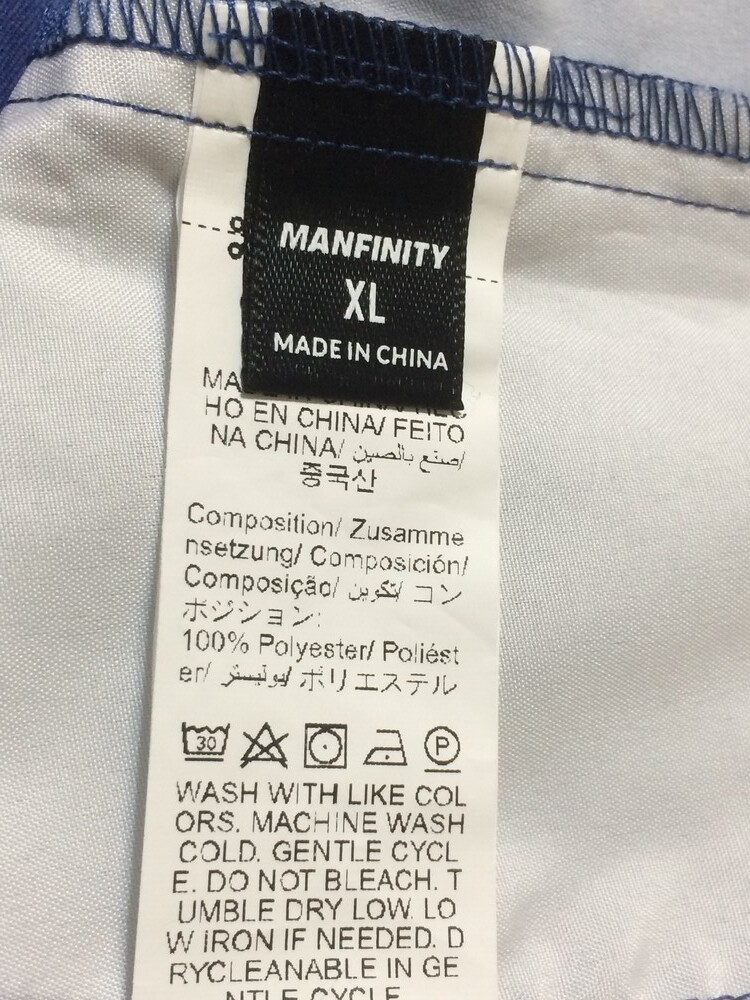 MANFINITY
XL
MADE IN CHINA
HO EN CHINA/ FEITO
NA CHINA/ صنع بالصين/
중국산
Composition/ Zusamme
nsetzung/ Composición/
Composição/ تكوين/ コン
ポジション:
100% Polyester/ Poliést
er/ بوليستر/ ポリエステル
30
P
WASH WITH LIKE COL
ORS. MACHINE WASH
COLD. GENTLE CYCL
E. DO NOT BLEACH. T
UMBLE DRY LOW. LO
W IRON IF NEEDED. D
RYCLEANABLE IN GE
NTLE CYCLE